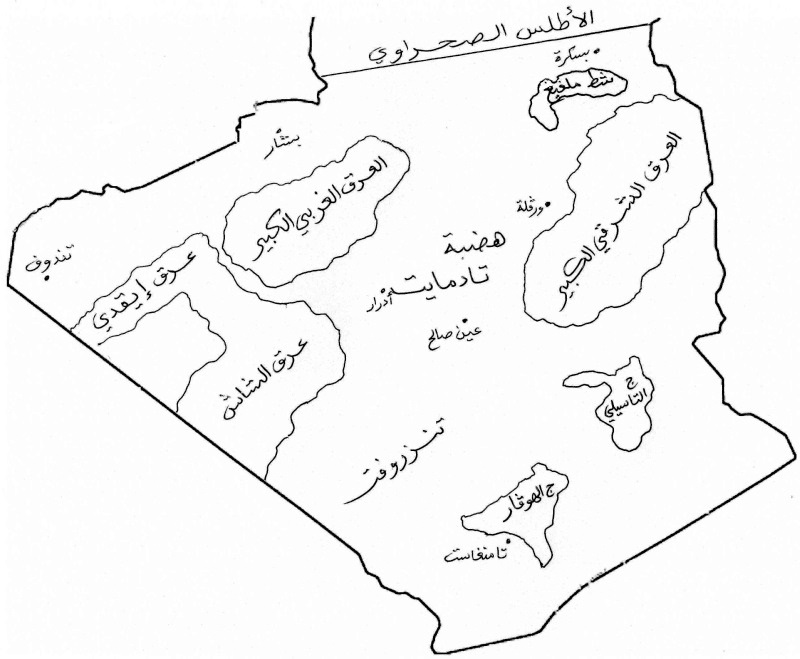 الأطلس الصحراوي
بسكرة
شط ملغيغ
بشار
العرق الغربي الكبير
العرق الشرقي الكبير
ورقلة
هضبة
تادمايت
تندوف
عرق إيقدي
أدرار
عين صالح
عرق الشاش
ج
التاسيلي
تنزروفت
ج الهوقار
تامنغاست